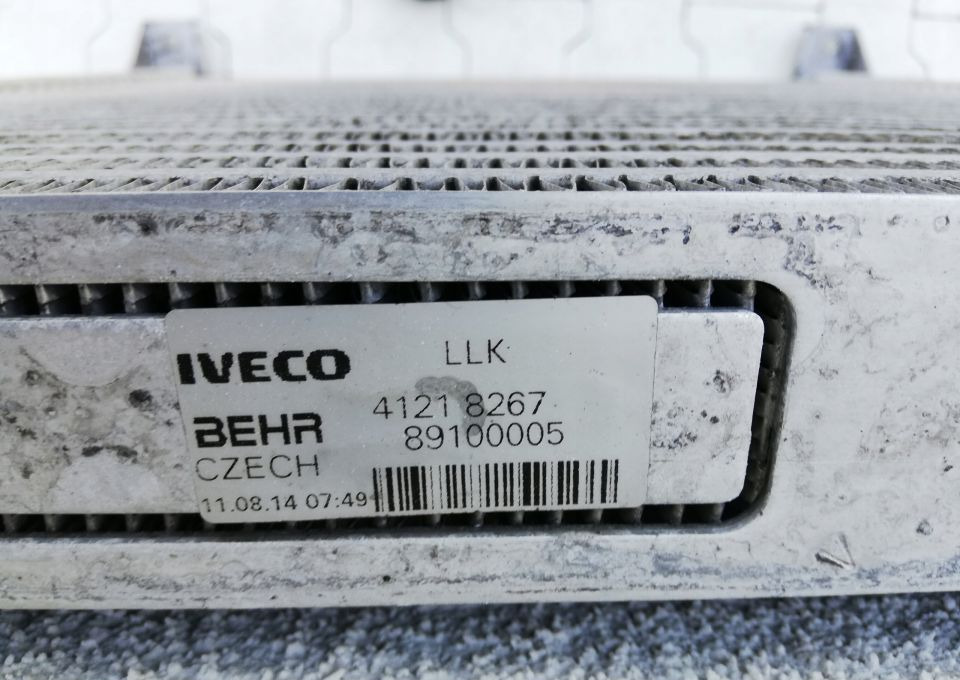 IVECO LLK
4121 8267
BEHR 89100005
CZECH
11.08.14 07:49